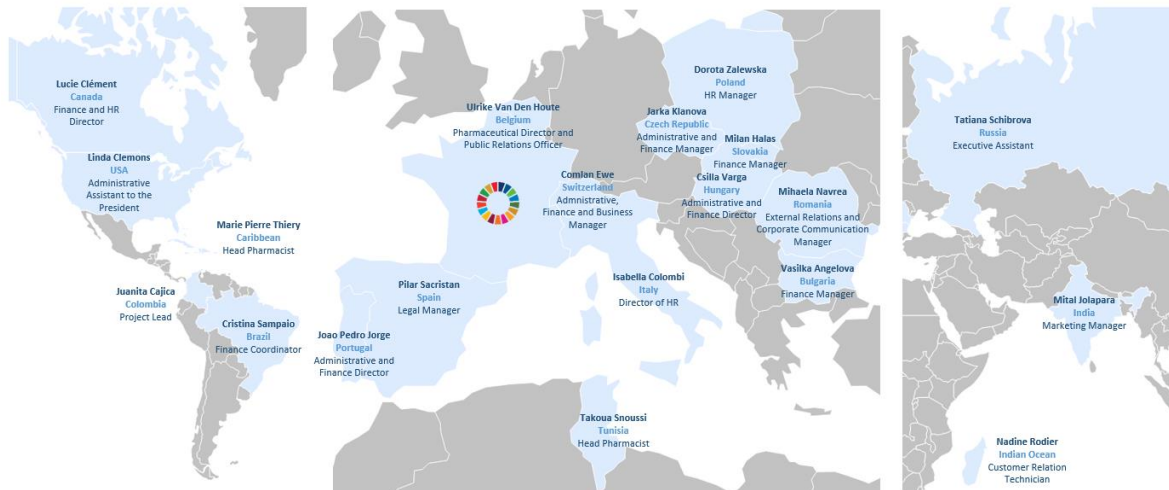 Lucie Clément
Canada
Finance and HR
Director
Linda Clemons
USA
Administrative
Assistant to the
President
Marie Pierre Thiery
Caribbean
Head Pharmacist
Juanita Cajica
Colombia
Project Lead
Cristina Sampaio
Brazil
Finance Coordinator
Ulrike Van Den Houte
Belgium
Pharmaceutical Director and
Public Relations Officer
Dorota Zalewska
Poland
HR Manager
Jarka Klanova
Czech Republic
Administrative and
Finance Manager
Milan Halas
Slovakia
Finance Manager
Comlan Ewe
Switzerland
Admnistrative,
Finance and Business
Manager
Csilla Varga
Hungary
Administrative and
Finance Director
Mihaela Navrea
Romania
External Relations and
Corporate Communication
Manager
Vasilka Angelova
Bulgaria
Finance Manager
Isabella Colombi
Italy
Director of HR
Pilar Sacristan
Spain
Legal Manager
Joao Pedro Jorge
Portugal
Administrative and
Finance Director
Takoua Snoussi
Tunisia
Head Pharmacist
Tatiana Schibrova
Russia
Executive Assistant
Mital Jolapara
India
Marketing Manager
Nadine Rodier
Indian Ocean
Customer Relation
Technician